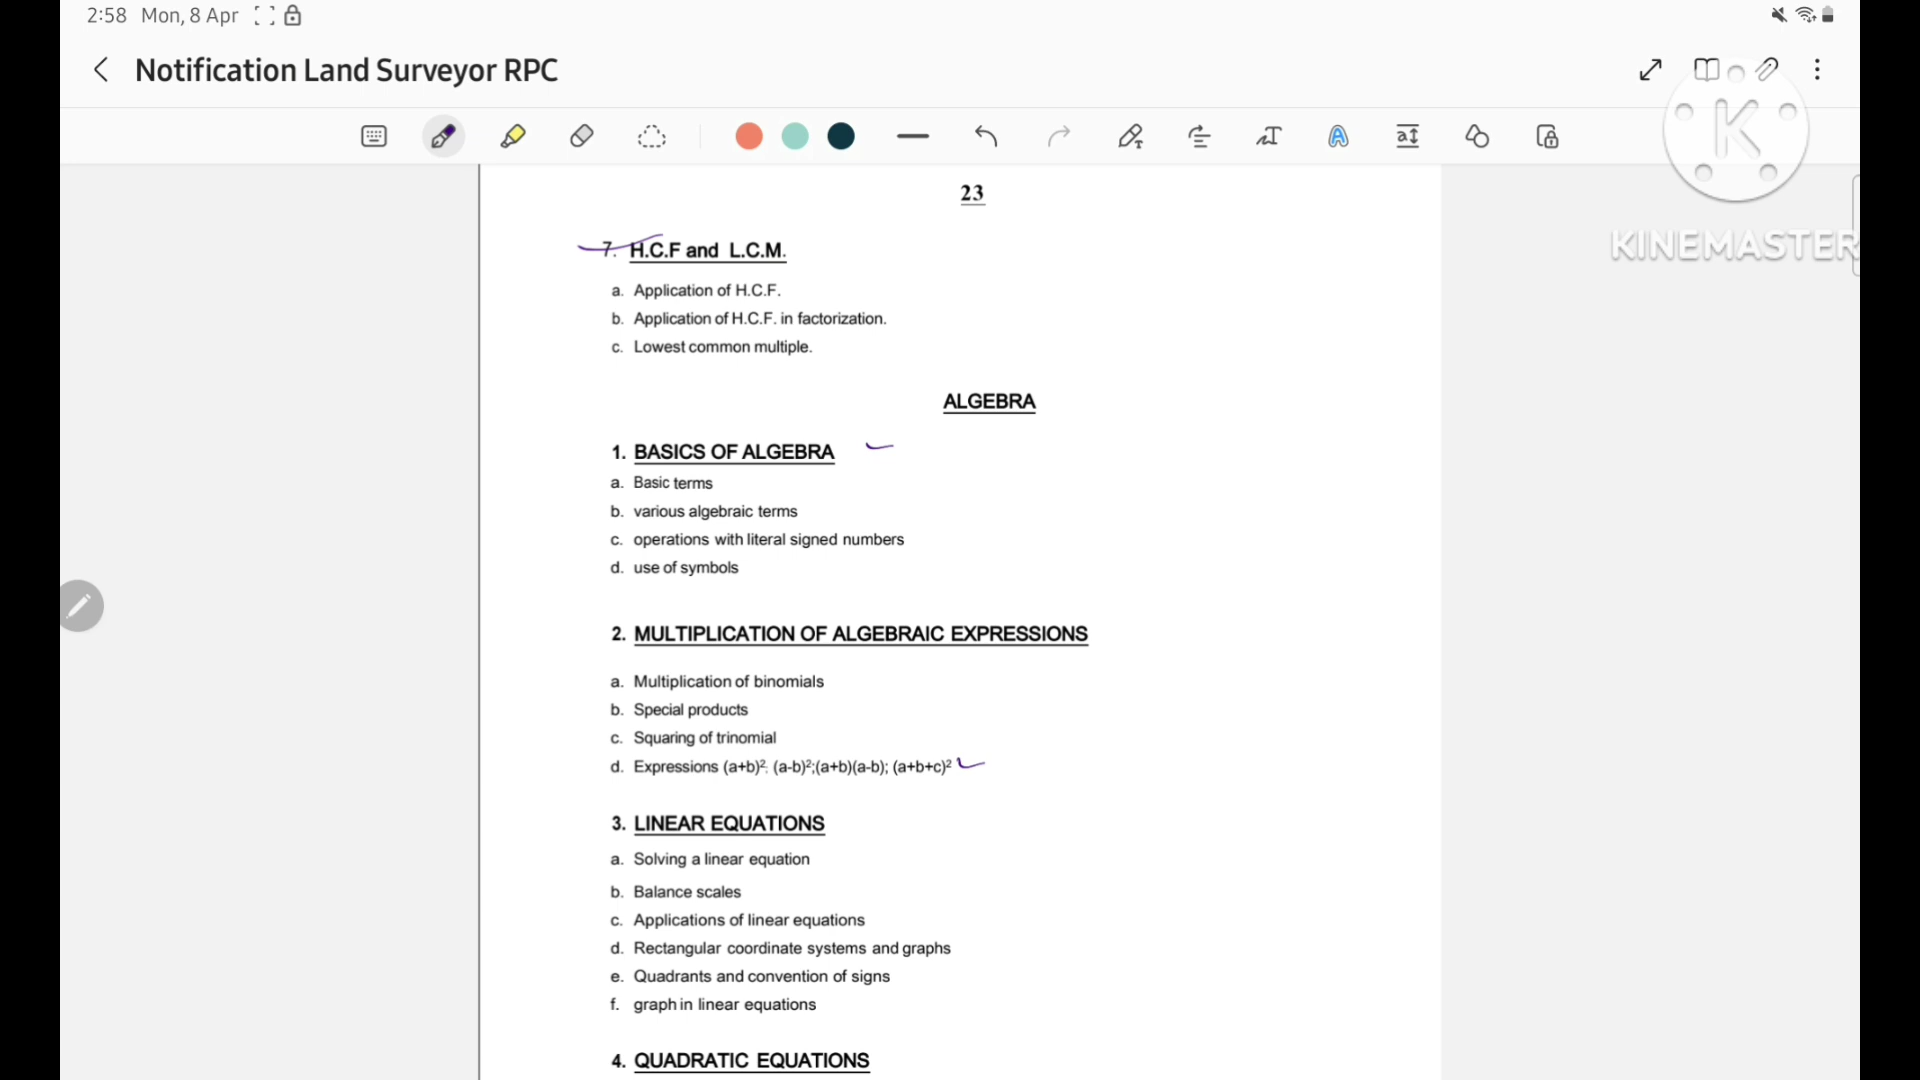 2:58 Mon, 8 Apr
Notification Land Surveyor RPC
K
KINEMASTER
23
7. H.C.F and L.C.M.
a. Application of H.C.F.
b. Application of H.C.F. in factorization.
c. Lowest common multiple.
ALGEBRA
1. BASICS OF ALGEBRA
a. Basic terms
b. various algebraic terms
c. operations with literal signed numbers
d. use of symbols
2. MULTIPLICATION OF ALGEBRAIC EXPRESSIONS
a. Multiplication of binomials
b. Special products
c. Squaring of trinomial
d. Expressions (a+b)²; (a-b)²;(a+b)(a-b); (a+b+c)²
3. LINEAR EQUATIONS
a. Solving a linear equation
b. Balance scales
c. Applications of linear equations
d. Rectangular coordinate systems and graphs
e. Quadrants and convention of signs
f. graph in linear equations
4. QUADRATIC EQUATIONS